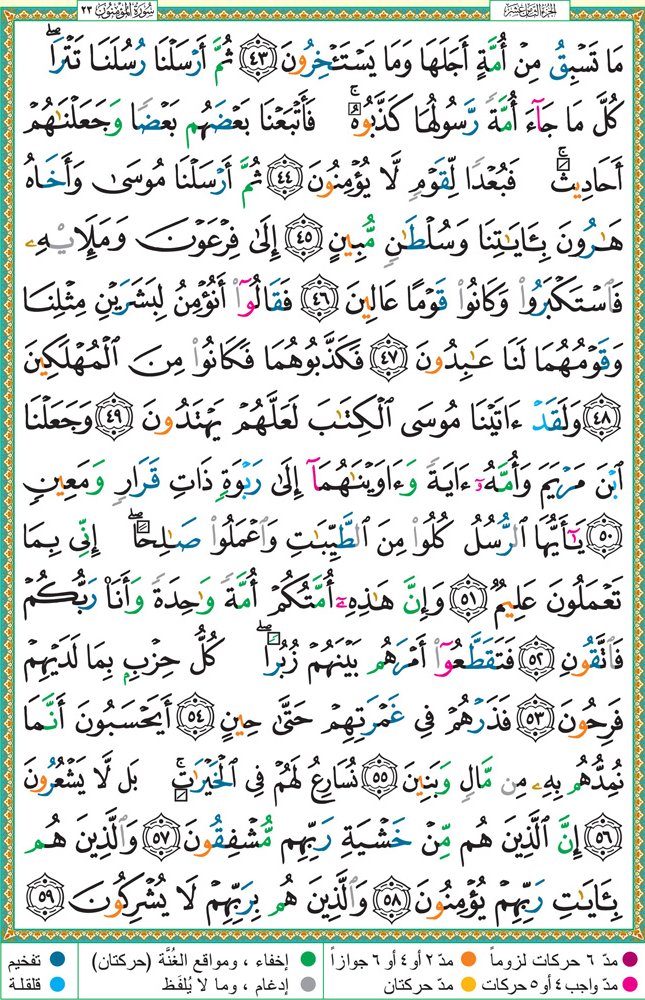 الجزء الثامن عشر
سورة المؤمنون ٢٣
مَا تَسْبِقُ مِنْ أُمَّةٍ أَجَلَهَا وَمَا يَسْتَـْٔخِرُونَ ٤٣ ثُمَّ أَرْسَلْنَا رُسُلَنَا تَتْرَاۖ
كُلَّ مَا جَآءَ أُمَّةً رَّسُولُهَا كَذَّبُوهُۚ فَأَتْبَعْنَا بَعْضَهُم بَعْضًا وَجَعَلْنَٰهُمْ
أَحَادِيثَۚ فَبُعْدًا لِّقَوْمٍ لَّا يُؤْمِنُونَ ٤٤ ثُمَّ أَرْسَلْنَا مُوسَىٰ وَأَخَاهُ
هَٰرُونَ بِـَٔايَٰتِنَا وَسُلْطَٰنٍ مُّبِينٍ ٤٥ إِلَىٰ فِرْعَوْنَ وَمَلَإِي۟هِۦ
فَٱسْتَكْبَرُوا۟ وَكَانُوا۟ قَوْمًا عَالِينَ ٤٦ فَقَالُوٓا۟ أَنُؤْمِنُ لِبَشَرَيْنِ مِثْلِنَا
وَقَوْمُهُمَا لَنَا عَٰبِدُونَ ٤٧ فَكَذَّبُوهُمَا فَكَانُوا۟ مِنَ ٱلْمُهْلَكِينَ
٤٨ وَلَقَدْ ءَاتَيْنَا مُوسَى ٱلْكِتَٰبَ لَعَلَّهُمْ يَهْتَدُونَ ٤٩ وَجَعَلْنَا
ٱبْنَ مَرْيَمَ وَأُمَّهُۥٓ ءَايَةً وَءَاوَيْنَٰهُمَآ إِلَىٰ رَبْوَةٍ ذَاتِ قَرَارٍ وَمَعِينٍ
٥٠ يَٰٓأَيُّهَا ٱلرُّسُلُ كُلُوا۟ مِنَ ٱلطَّيِّبَٰتِ وَٱعْمَلُوا۟ صَٰلِحًاۖ إِنِّي بِمَا
تَعْمَلُونَ عَلِيمٌ ٥١ وَإِنَّ هَٰذِهِۦٓ أُمَّتُكُمْ أُمَّةً وَٰحِدَةً وَأَنَا۠ رَبُّكُمْ
فَٱتَّقُونِ ٥٢ فَتَقَطَّعُوٓا۟ أَمْرَهُم بَيْنَهُمْ زُبُرًاۖ كُلُّ حِزْبٍۭ بِمَا لَدَيْهِمْ
فَرِحُونَ ٥٣ فَذَرْهُمْ فِي غَمْرَتِهِمْ حَتَّىٰ حِينٍ ٥٤ أَيَحْسَبُونَ أَنَّمَا
نُمِدُّهُم بِهِۦ مِن مَّالٍ وَبَنِينَ ٥٥ نُسَارِعُ لَهُمْ فِي ٱلْخَيْرَٰتِۚ بَل لَّا يَشْعُرُونَ
٥٦ إِنَّ ٱلَّذِينَ هُم مِّنْ خَشْيَةِ رَبِّهِم مُّشْفِقُونَ ٥٧ وَٱلَّذِينَ هُم
بِـَٔايَٰتِ رَبِّهِمْ يُؤْمِنُونَ ٥٨ وَٱلَّذِينَ هُم بِرَبِّهِمْ لَا يُشْرِكُونَ ٥٩
مدّ ٦ حركات لزوماً مدّ ٢ أو ٤ أو ٦ جوازاً إخفاء ، ومواقع الغُنَّة (حركتان) تفخيم
مدّ واجب ٤ أو ٥ حركات مدّ حركتان إدغام ، وما لا يُلفَظ قلقلة